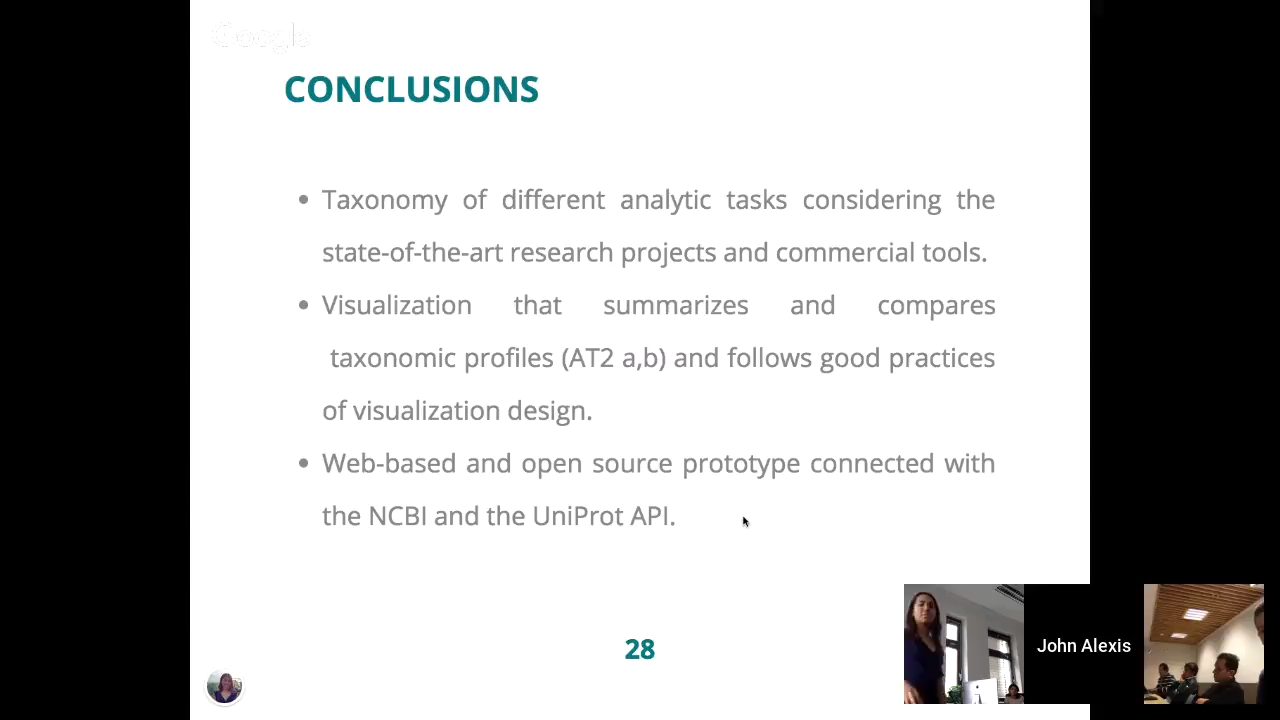 Google
CONCLUSIONS
• Taxonomy of different analytic tasks considering the
state-of-the-art research projects and commercial tools.
• Visualization that summarizes and compares
taxonomic profiles (AT2 a,b) and follows good practices
of visualization design.
• Web-based and open source prototype connected with
the NCBI and the UniProt API.
28
John Alexis